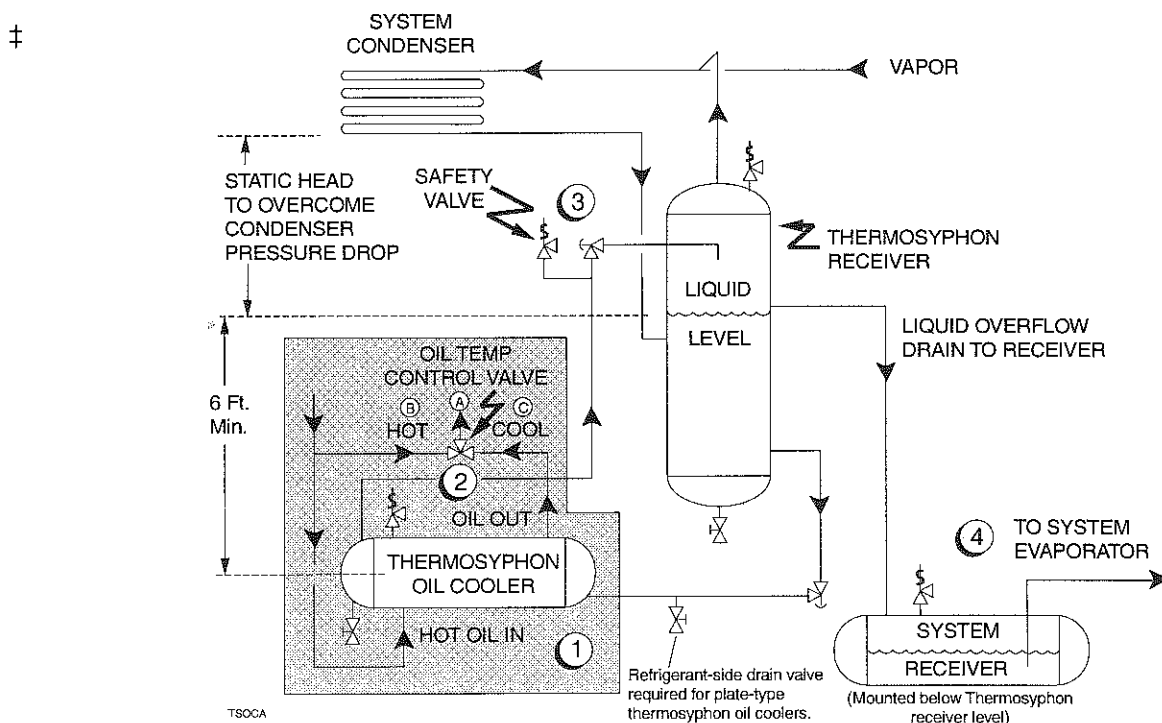 ‡
SYSTEM
CONDENSER
VAPOR
STATIC HEAD
TO OVERCOME
CONDENSER
PRESSURE DROP
SAFETY
VALVE
3
THERMOSYPHON
RECEIVER
LIQUID
LEVEL
LIQUID OVERFLOW
DRAIN TO RECEIVER
6 Ft.
Min.
OIL TEMP
CONTROL VALVE
B A C
HOT COOL
2
OIL OUT
THERMOSYPHON
OIL COOLER
HOT OIL IN
1
4
TO SYSTEM
EVAPORATOR
SYSTEM
RECEIVER
(Mounted below Thermosyphon
receiver level)
Refrigerant-side drain valve
required for plate-type
thermosyphon oil coolers.
TSOCA